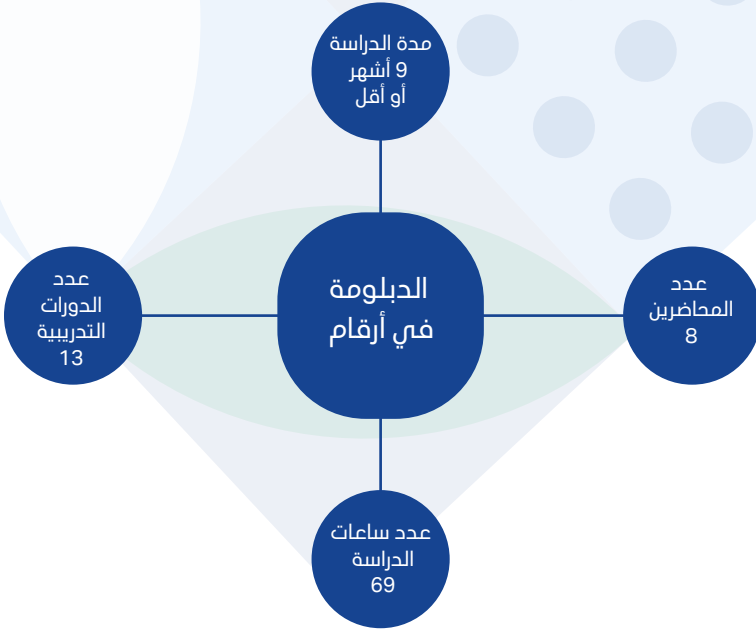 مدة الدراسة
9 أشهر
أو أقل
عدد
المحاضرين
8
الدبلومة
في أرقام
عدد
الدورات
التدريبية
13
عدد ساعات
الدراسة
69